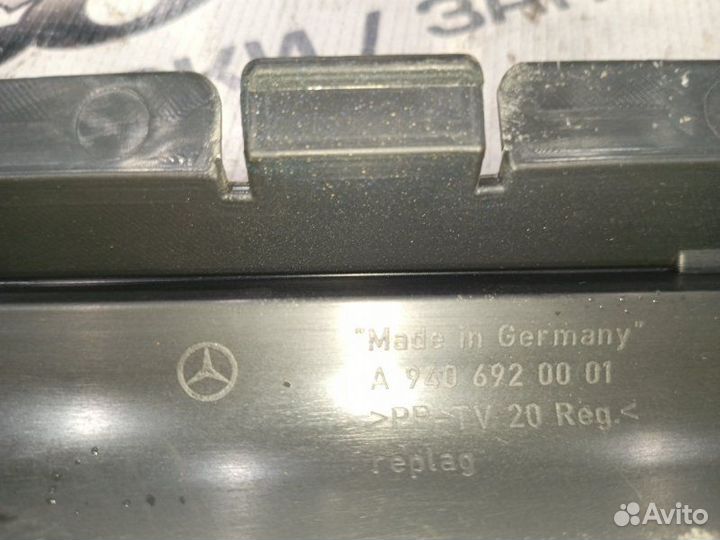 "Made in Germany"
A 940 692 00 01
>PP-TV 20 Reg.<
replag
Avito